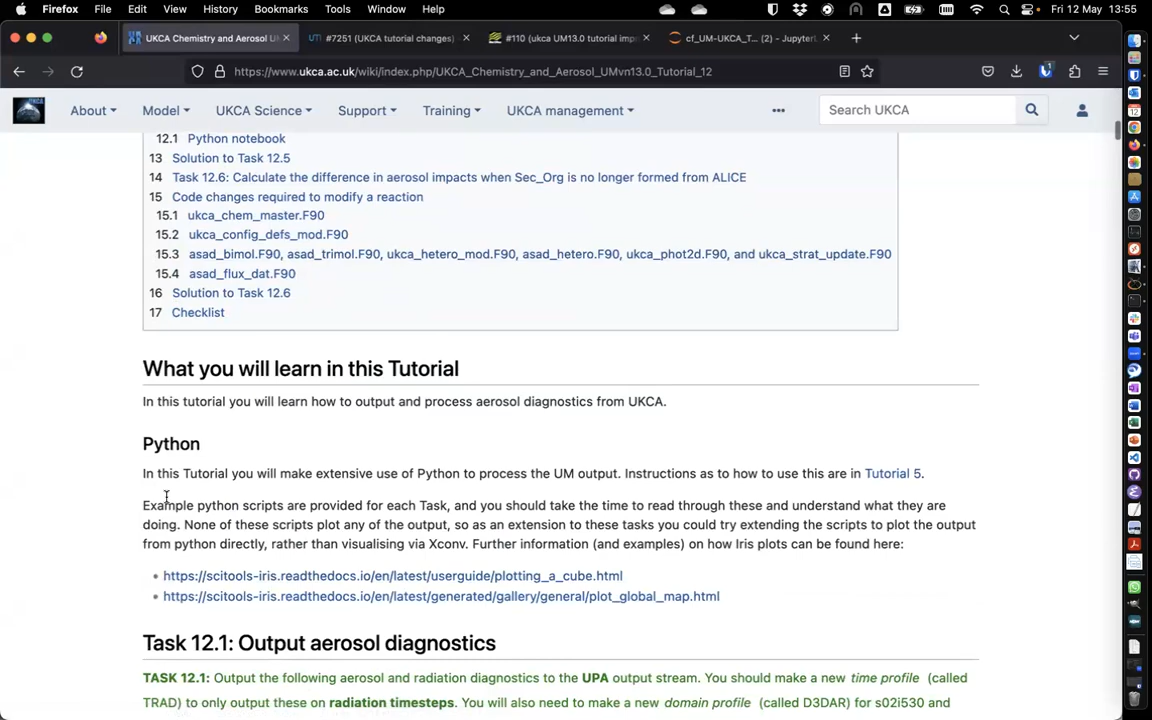 Firefox File Edit View History Bookmarks Tools Window Help Fri 12 May 13:55
UKCA Chemistry and Aerosol U #7251 (UKCA tutorial changes) #110 (ukca UM13.0 tutorial imp cf_UM-UKCA_T... (2) - Jupyter
https://www.ukca.ac.uk/wiki/index.php/UKCA_Chemistry_and_Aerosol_UMvn13.0_Tutorial_12
About Model UKCA Science Support Training UKCA management ••• Search UKCA
12.1 Python notebook
13 Solution to Task 12.5
14 Task 12.6: Calculate the difference in aerosol impacts when Sec_Org is no longer formed from ALICE
15 Code changes required to modify a reaction
15.1 ukca_chem_master.F90
15.2 ukca_config_defs_mod.F90
15.3 asad_bimol.F90, asad_trimol.F90, ukca_hetero_mod.F90, asad_hetero.F90, ukca_phot2d.F90, and ukca_strat_update.F90
15.4 asad_flux_dat.F90
16 Solution to Task 12.6
17 Checklist
What you will learn in this Tutorial
In this tutorial you will learn how to output and process aerosol diagnostics from UKCA.
Python
In this Tutorial you will make extensive use of Python to process the UM output. Instructions as to how to use this are in Tutorial 5.
Example python scripts are provided for each Task, and you should take the time to read through these and understand what they are
doing. None of these scripts plot any of the output, so as an extension to these tasks you could try extending the scripts to plot the output
from python directly, rather than visualising via Xconv. Further information (and examples) on how Iris plots can be found here:
• https://scitools-iris.readthedocs.io/en/latest/userguide/plotting_a_cube.html
• https://scitools-iris.readthedocs.io/en/latest/generated/gallery/general/plot_global_map.html
Task 12.1: Output aerosol diagnostics
TASK 12.1: Output the following aerosol and radiation diagnostics to the UPA output stream. You should make a new time profile (called
TRAD) to only output these on radiation timesteps. You will also need to make a new domain profile (called D3DAR) for s02i530 and